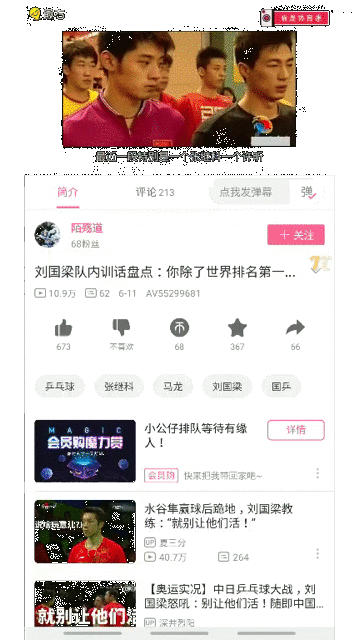 简介
评论 213
点我发弹幕
弹
陌殇道
68粉丝
+ 关注
刘国梁队内训话盘点：你除了世界排名第一...
10.9万
62
6-11
AV55299681
673
不喜欢
68
367
66
乒乓球
张继科
马龙
刘国梁
国乒
MAGIC
会员购魔力赏
小公仔排队等待有缘人！
详情
会员购
快来把我带回家吧~
水谷隼赢球后跪地，刘国梁教练：“就别让他们活！”
UP 夏三分
40.7万
264
就别让他们活
【奥运实况】中日乒乓球大战，刘国梁怒吼：别让他们活！随即中国...
UP 深井烈阳